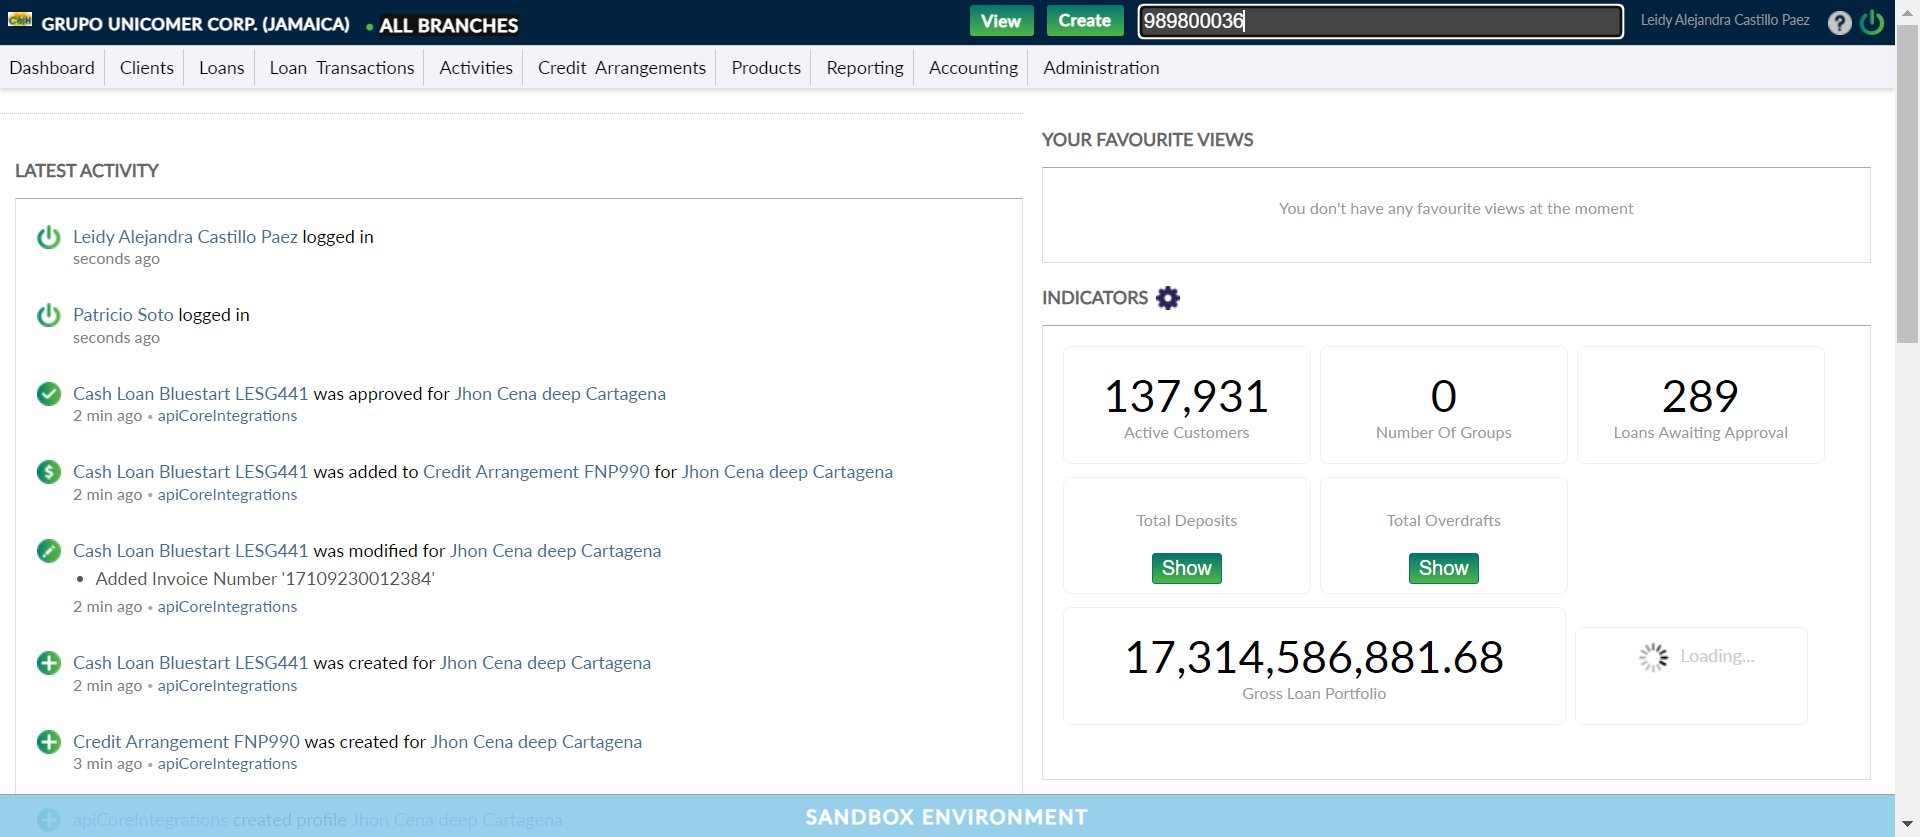 GRUPO UNICOMER CORP. (JAMAICA) • ALL BRANCHES
View
Create
989800036
Leidy Alejandra Castillo Paez
?
Dashboard Clients Loans Loan Transactions Activities Credit Arrangements Products Reporting Accounting Administration
LATEST ACTIVITY
Leidy Alejandra Castillo Paez logged in
seconds ago
Patricio Soto logged in
seconds ago
Cash Loan Bluestart LESG441 was approved for Jhon Cena deep Cartagena
2 min ago • apiCoreIntegrations
Cash Loan Bluestart LESG441 was added to Credit Arrangement FNP990 for Jhon Cena deep Cartagena
2 min ago • apiCoreIntegrations
Cash Loan Bluestart LESG441 was modified for Jhon Cena deep Cartagena
• Added Invoice Number '17109230012384'
2 min ago • apiCoreIntegrations
Cash Loan Bluestart LESG441 was created for Jhon Cena deep Cartagena
2 min ago • apiCoreIntegrations
Credit Arrangement FNP990 was created for Jhon Cena deep Cartagena
3 min ago • apiCoreIntegrations
apiCoreIntegrations created profile Jhon Cena deep Cartagena
YOUR FAVOURITE VIEWS
You don't have any favourite views at the moment
INDICATORS
137,931
Active Customers
0
Number Of Groups
289
Loans Awaiting Approval
Total Deposits
Show
Total Overdrafts
Show
17,314,586,881.68
Gross Loan Portfolio
Loading...
SANDBOX ENVIRONMENT